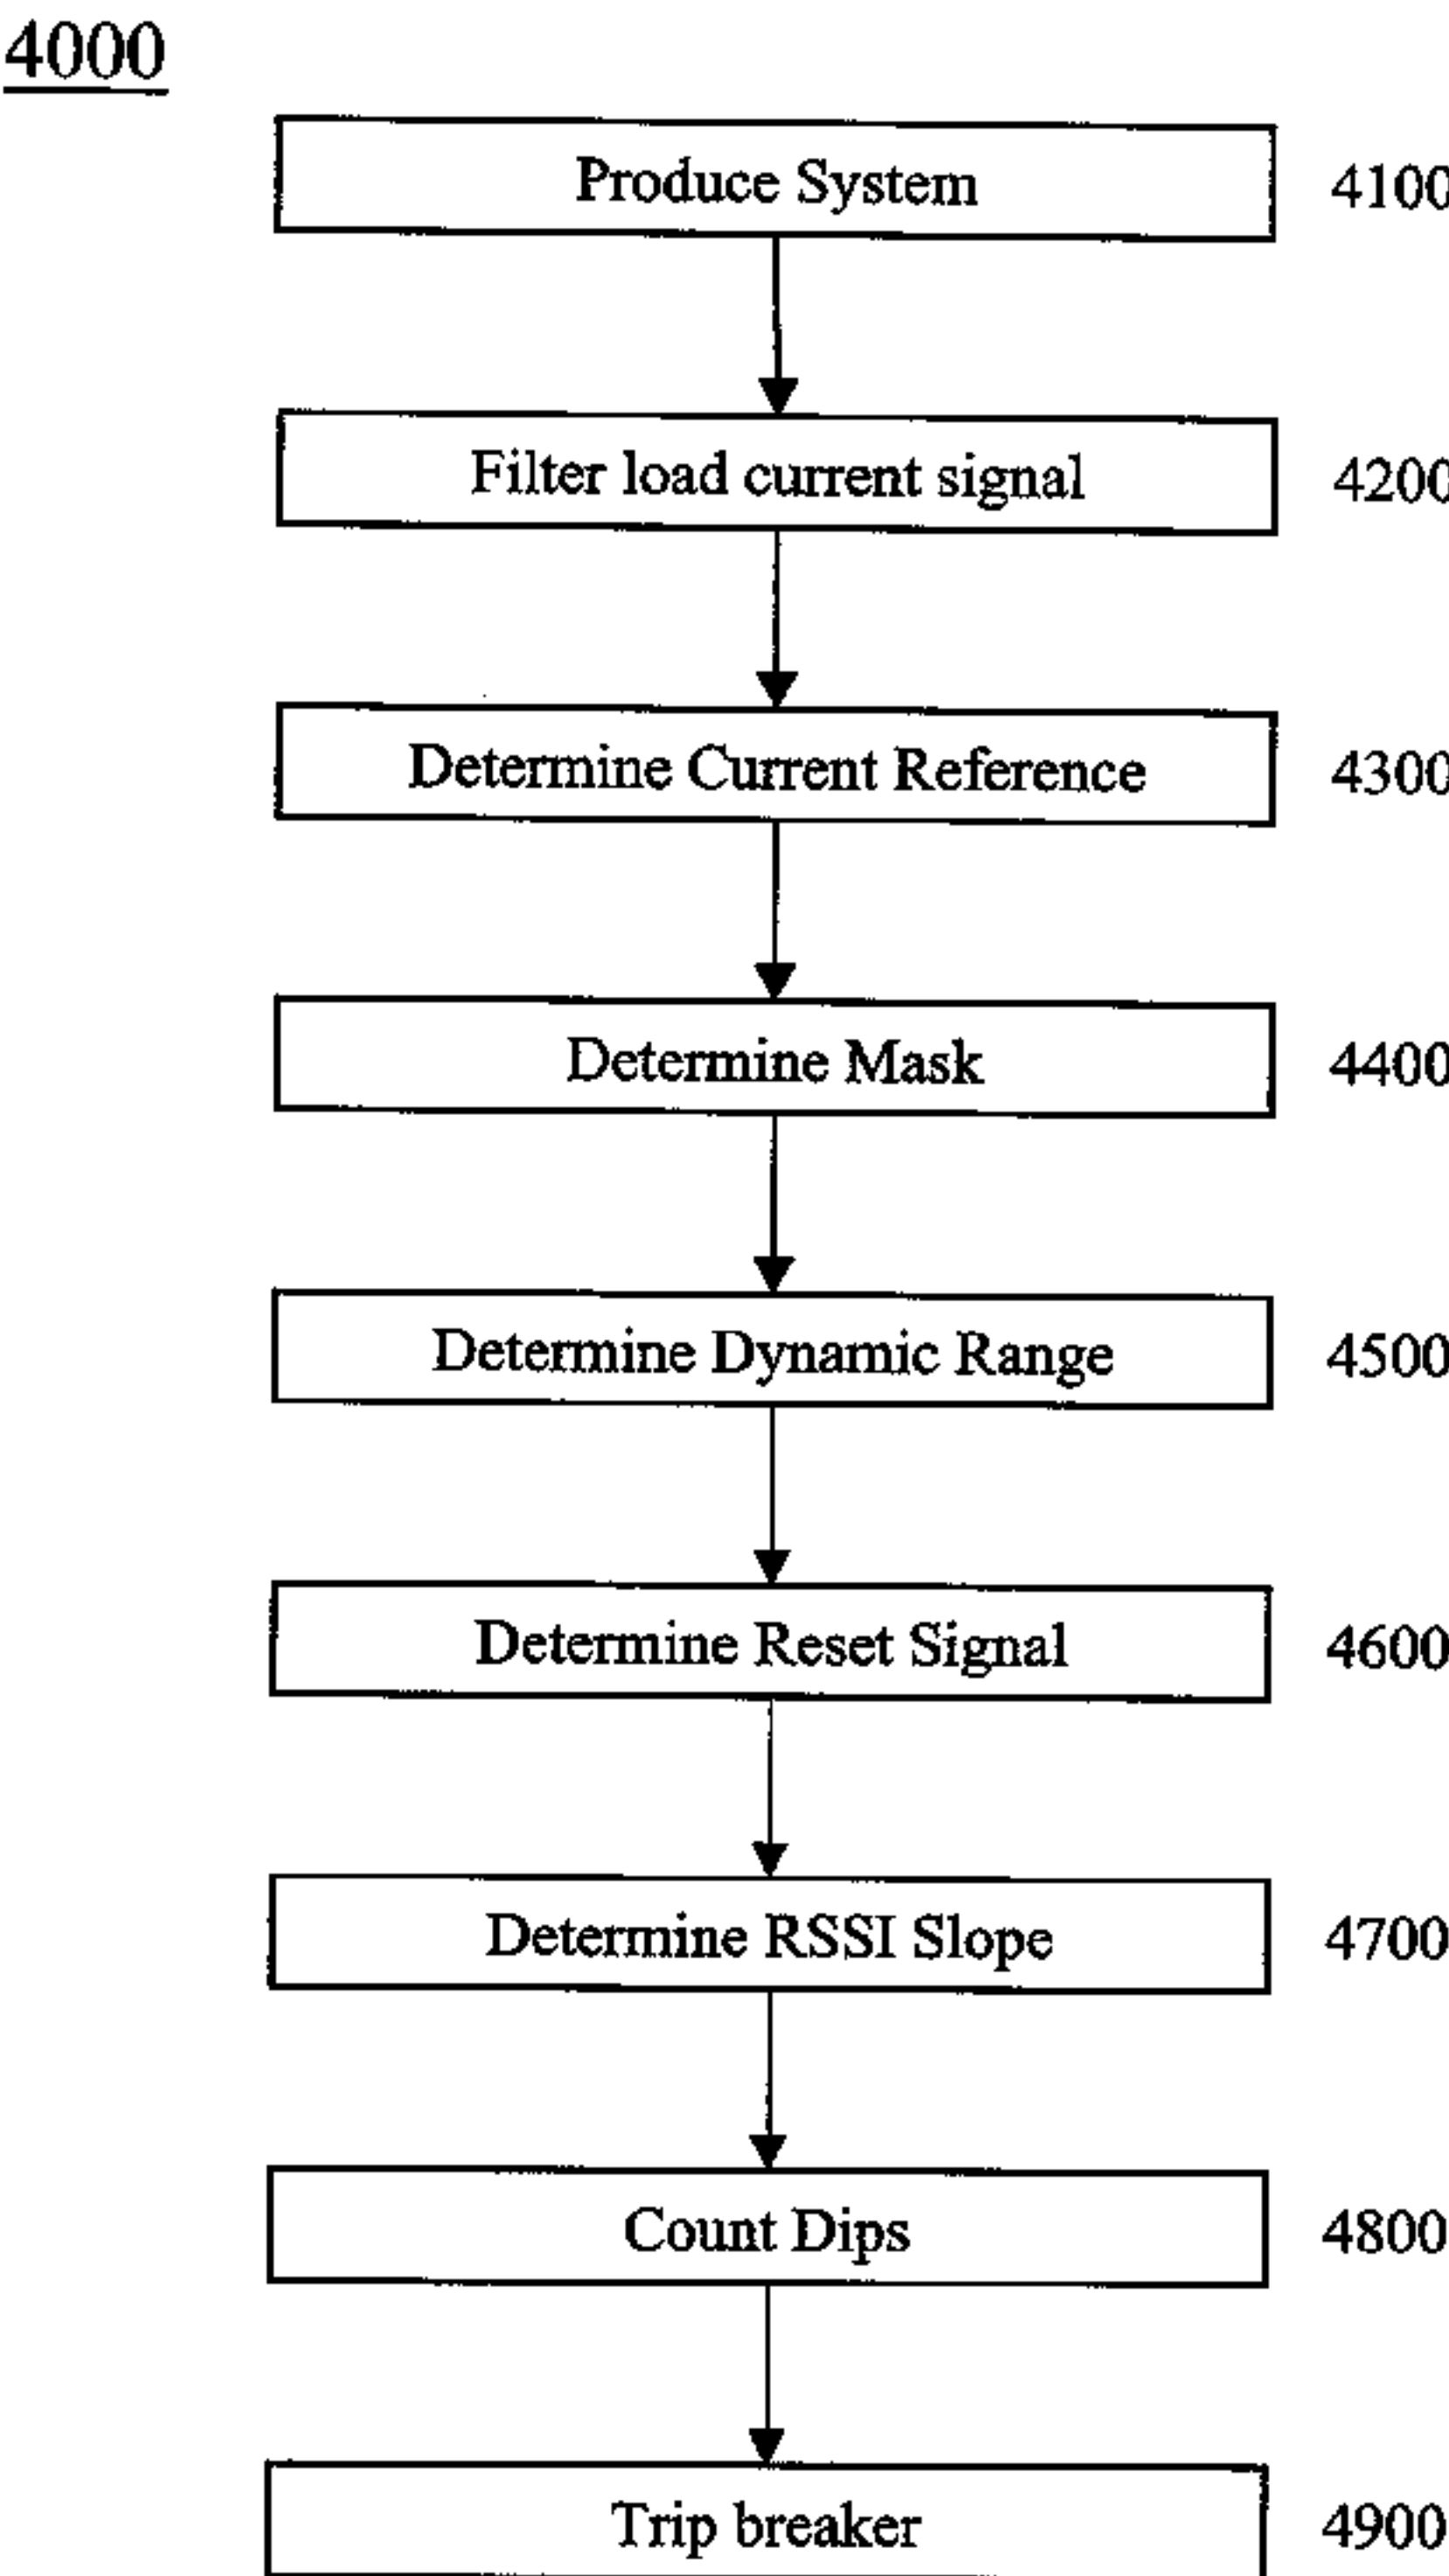 4000
Produce System 4100
Filter load current signal 4200
Determine Current Reference 4300
Determine Mask 4400
Determine Dynamic Range 4500
Determine Reset Signal 4600
Determine RSSI Slope 4700
Count Dips 4800
Trip breaker 4900